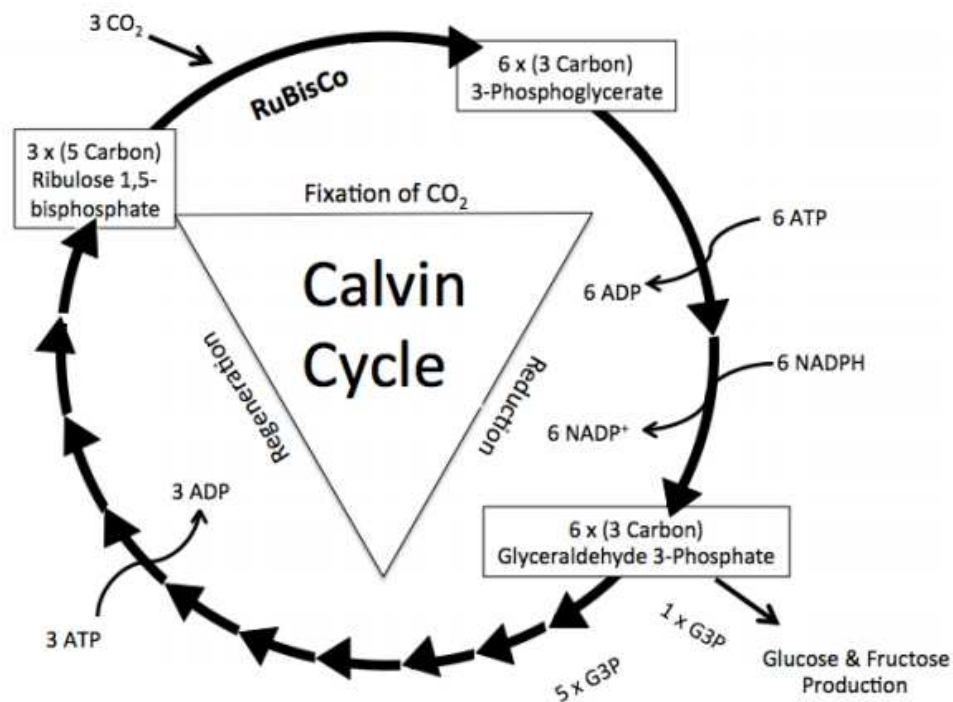 3 CO₂
RuBisCo
6 x (3 Carbon)
3-Phosphoglycerate
3 x (5 Carbon)
Ribulose 1,5-
bisphosphate
Fixation of CO₂
Calvin
Cycle
Regeneration
Reduction
6 ATP
6 ADP
6 NADPH
6 NADP⁺
6 x (3 Carbon)
Glyceraldehyde 3-Phosphate
3 ADP
3 ATP
5 x G3P
1 x G3P
Glucose & Fructose
Production